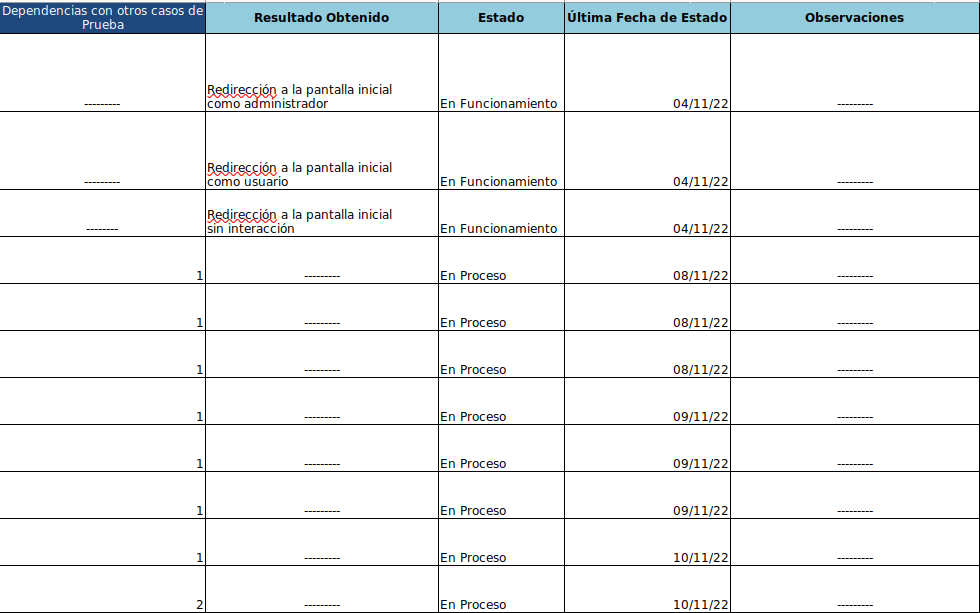 Dependencias con otros casos de Prueba Resultado Obtenido Estado Última Fecha de Estado Observaciones
--------- Redirección a la pantalla inicial como administrador En Funcionamiento 04/11/22 ---------
--------- Redirección a la pantalla inicial como usuario En Funcionamiento 04/11/22 ---------
-------- Redirección a la pantalla inicial sin interacción En Funcionamiento 04/11/22 ---------
1 --------- En Proceso 08/11/22 ---------
1 --------- En Proceso 08/11/22 ---------
1 --------- En Proceso 08/11/22 ---------
1 --------- En Proceso 09/11/22 ---------
1 --------- En Proceso 09/11/22 ---------
1 --------- En Proceso 09/11/22 ---------
1 --------- En Proceso 10/11/22 ---------
2 --------- En Proceso 10/11/22 ---------